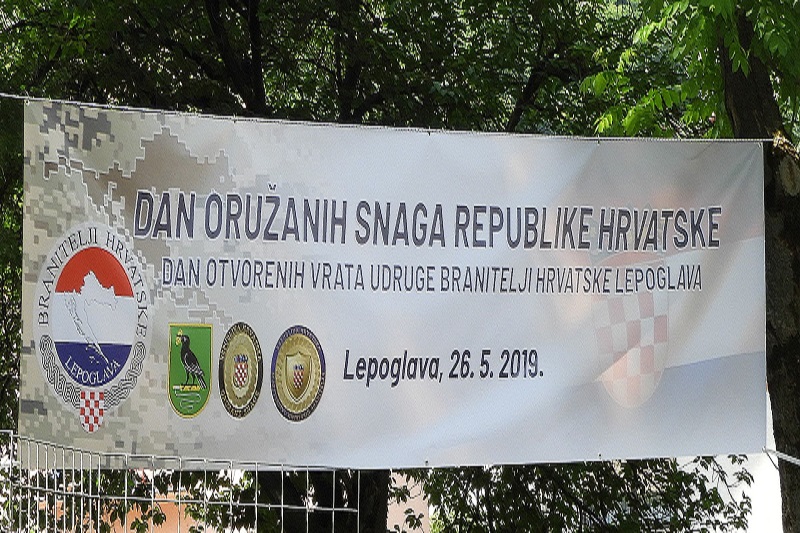 DAN ORUŽANIH SNAGA REPUBLIKE HRVATSKE
DAN OTVORENIH VRATA UDRUGE BRANITELJI HRVATSKE LEPOGLAVA
BRANITELJI HRVATSKE
LEPOGLAVA
Lepoglava, 26. 5. 2019.